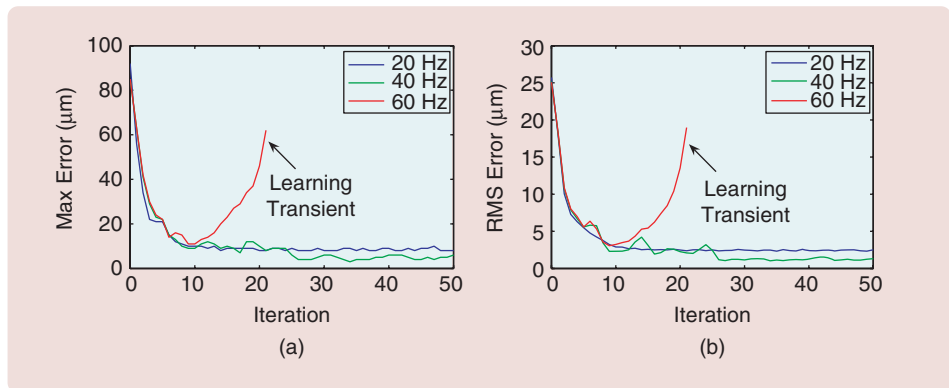 100
80
60
40
20
0
Max Error (μm)
20 Hz
40 Hz
60 Hz
Learning
Transient
0 10 20 30 40 50
Iteration
(a)
30
25
20
15
10
5
0
RMS Error (μm)
20 Hz
40 Hz
60 Hz
Learning
Transient
0 10 20 30 40 50
Iteration
(b)